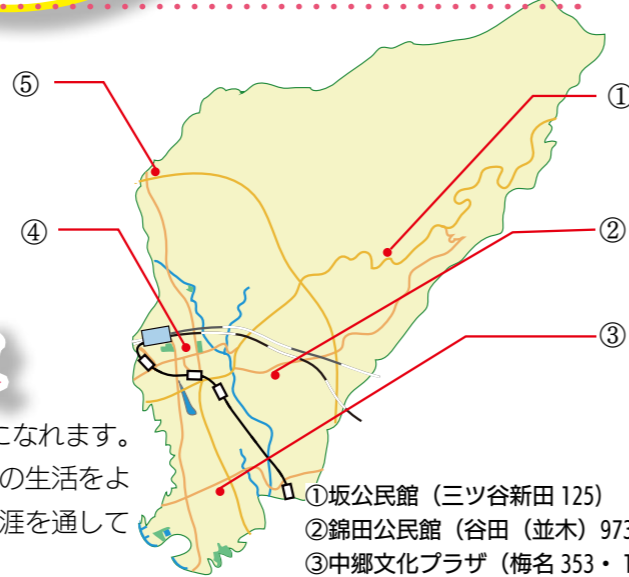 ⑤
①
④
②
③
になれます。
の生活をよ
涯を通して
①坂公民館（三ツ谷新田 125）
②錦田公民館（谷田（並木）973
③中郷文化プラザ（梅名 353・1